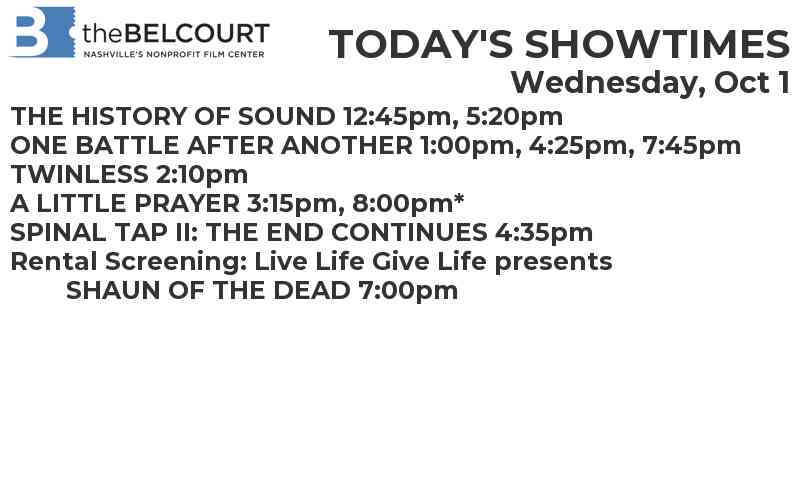 B theBELCOURT
NASHVILLE'S NONPROFIT FILM CENTER
TODAY'S SHOWTIMES
Wednesday, Oct 1
THE HISTORY OF SOUND 12:45pm, 5:20pm
ONE BATTLE AFTER ANOTHER 1:00pm, 4:25pm, 7:45pm
TWINLESS 2:10pm
A LITTLE PRAYER 3:15pm, 8:00pm*
SPINAL TAP II: THE END CONTINUES 4:35pm
Rental Screening: Live Life Give Life presents
SHAUN OF THE DEAD 7:00pm